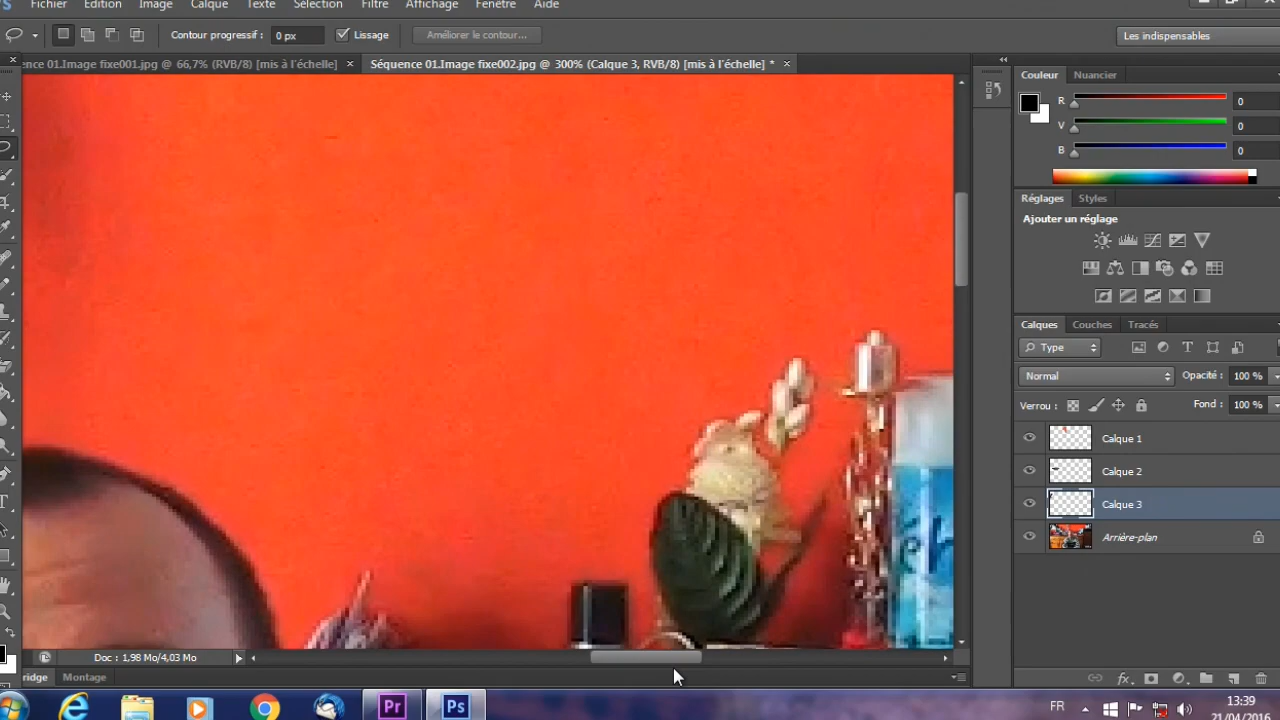 Fichier Edition Image Calque Texte Sélection Filtre Affichage Fenêtre Aide
Contour progressif : 0 px Lissage Améliorer le contour... Les indispensables
ence 01.Image fixe001.jpg @ 66,7% (RVB/8) [mis à l'échelle] × Séquence 01.Image fixe002.jpg @ 300% (Calque 3, RVB/8) [mis à l'échelle] * ×
Couleur Nuancier
R 0
V 0
B 0
Réglages Styles
Ajouter un réglage
Calques Couches Tracés
Type
Normal Opacité : 100 %
Verrou : Fond : 100 %
Calque 1
Calque 2
Calque 3
Arrière-plan
Doc : 1,98 Mo/4,03 Mo
ridge Montage
Pr Ps FR 13:39
21/04/2016